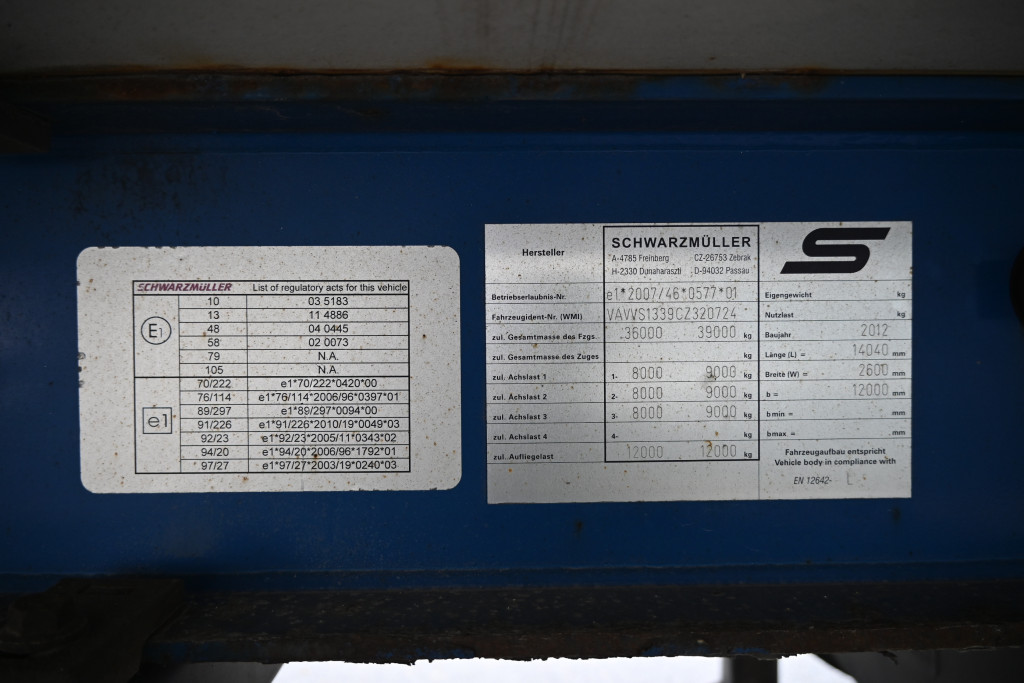 SCHWARZMÜLLER List of regulatory acts for this vehicle
E1
10 03 5183
13 11 4886
48 04 0445
58 02 0073
79 N.A.
105 N.A.
e1
70/222 e1*70/222*0420*00
76/114 e1*76/114*2006/96*0397*01
89/297 e1*89/297*0094*00
91/226 e1*91/226*2010/19*0049*03
92/23 e1*92/23*2005/11*0343*02
94/20 e1*94/20*2006/96*1792*01
97/27 e1*97/27*2003/19*0240*03
Hersteller
SCHWARZMÜLLER
A-4785 Freinberg CZ-26753 Zebrak
H-2330 Dunaharaszti D-94032 Passau
Betriebserlaubnis-Nr. e1*2007/46*0577*01
Fahrzeugident-Nr. (WMI) VAVVS1339CZ320724
zul. Gesamtmasse des Fzgs. 36000 39000 kg
zul. Gesamtmasse des Zuges kg
zul. Achslast 1 1- 8000 9000 kg
zul. Achslast 2 2- 8000 9000 kg
zul. Achslast 3 3- 8000 9000 kg
zul. Achslast 4 4- kg
zul. Aufliegelast 12000 12000 kg
S
Eigengewicht kg
Nutzlast kg
Baujahr 2012
Länge (L) = 14040 mm
Breite (W) = 2600 mm
b = 12000 mm
b min = mm
bmax = mm
Fahrzeugaufbau entspricht
Vehicle body in compliance with
EN 12642- L